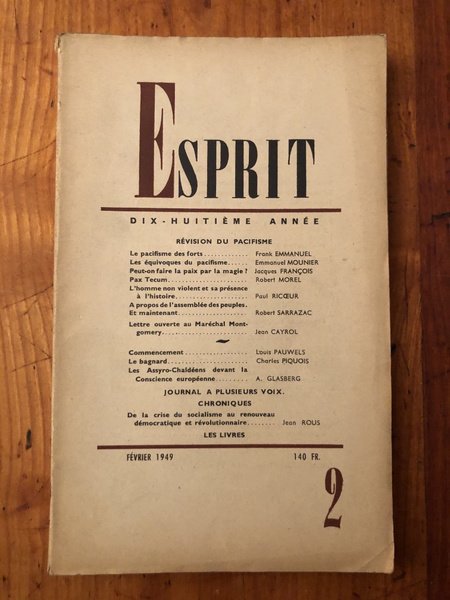 ESPRIT
DIX-HUITIÈME ANNÉE
RÉVISION DU PACIFISME
Le pacifisme des forts ............ Frank EMMANUEL
Les équivoques du pacifisme ...... Emmanuel MOUNIER
Peut-on faire la paix par la magie ? Jacques FRANÇOIS
Pax Tecum ..................... Robert MOREL
L'homme non violent et sa présence
à l'histoire .................. Paul RICŒUR
A propos de l'assemblée des peuples.
Et maintenant ................. Robert SARRAZAC
Lettre ouverte au Maréchal Mont-
gomery ..................... Jean CAYROL
Commencement ................. Louis PAUWELS
Le bagnard ..................... Charles PIQUOIS
Les Assyro-Chaldéens devant la
Conscience européenne ......... A. GLASBERG
JOURNAL A PLUSIEURS VOIX.
CHRONIQUES
De la crise du socialisme au renouveau
démocratique et révolutionnaire ........ Jean ROUS
LES LIVRES
FÉVRIER 1949 140 FR.
2